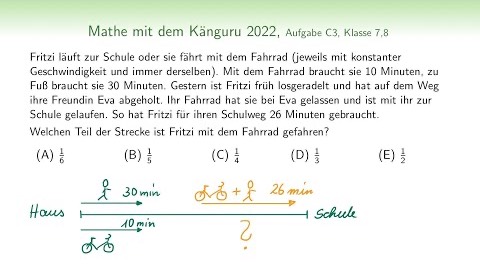 Mathe mit dem Känguru 2022, Aufgabe C3, Klasse 7,8
Fritzi läuft zur Schule oder sie fährt mit dem Fahrrad (jeweils mit konstanter
Geschwindigkeit und immer derselben). Mit dem Fahrrad braucht sie 10 Minuten, zu
Fuß braucht sie 30 Minuten. Gestern ist Fritzi früh losgeradelt und hat auf dem Weg
ihre Freundin Eva abgeholt. Ihr Fahrrad hat sie bei Eva gelassen und ist mit ihr zur
Schule gelaufen. So hat Fritzi für ihren Schulweg 26 Minuten gebraucht.
Welchen Teil der Strecke ist Fritzi mit dem Fahrrad gefahren?
(A) 1/6 (B) 1/5 (C) 1/4 (D) 1/3 (E) 1/2
30 min + 26 min
Haus Schule
10 min ?